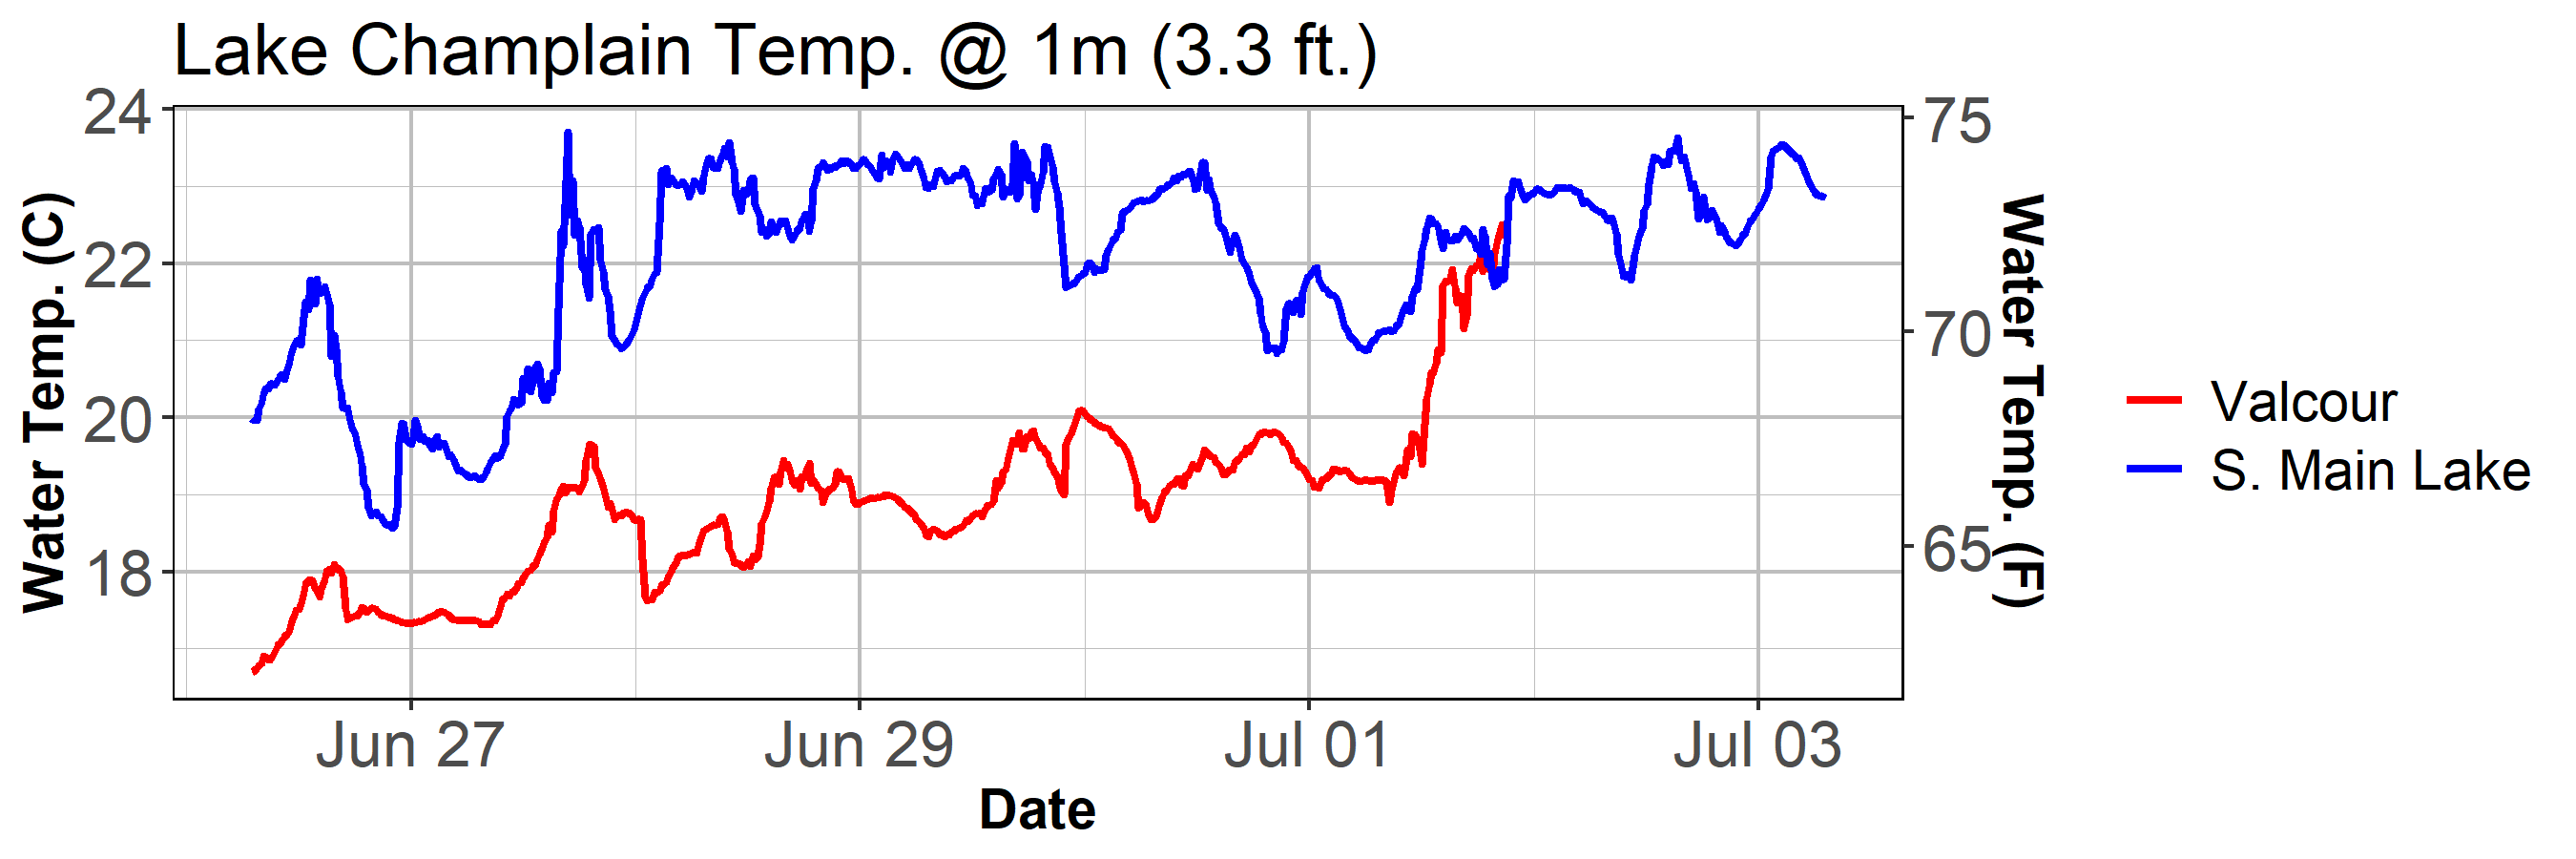 Lake Champlain Temp. @ 1m (3.3 ft.)
Water Temp. (C)
24
22
20
18
75
70
65
Water Temp. (F)
Jun 27
Jun 29
Jul 01
Jul 03
Date
Valcour
S. Main Lake